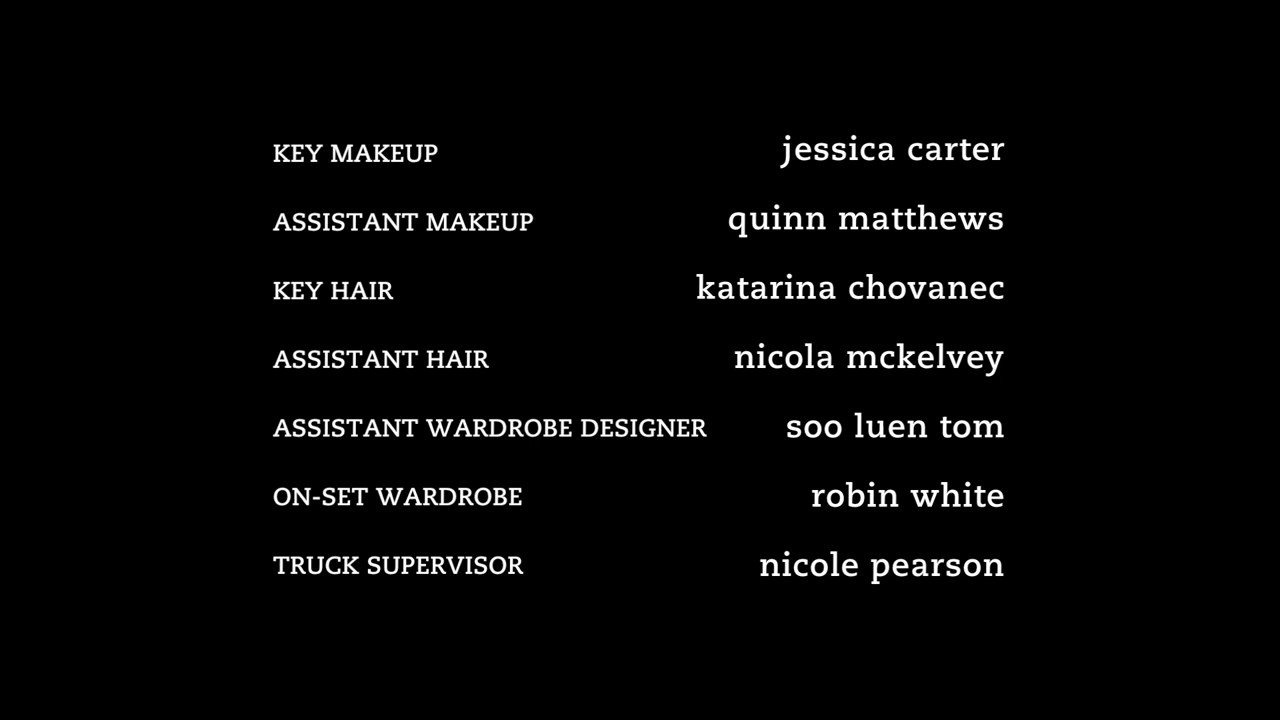 KEY MAKEUP jessica carter
ASSISTANT MAKEUP quinn matthews
KEY HAIR katarina chovanec
ASSISTANT HAIR nicola mckelvey
ASSISTANT WARDROBE DESIGNER soo luen tom
ON-SET WARDROBE robin white
TRUCK SUPERVISOR nicole pearson